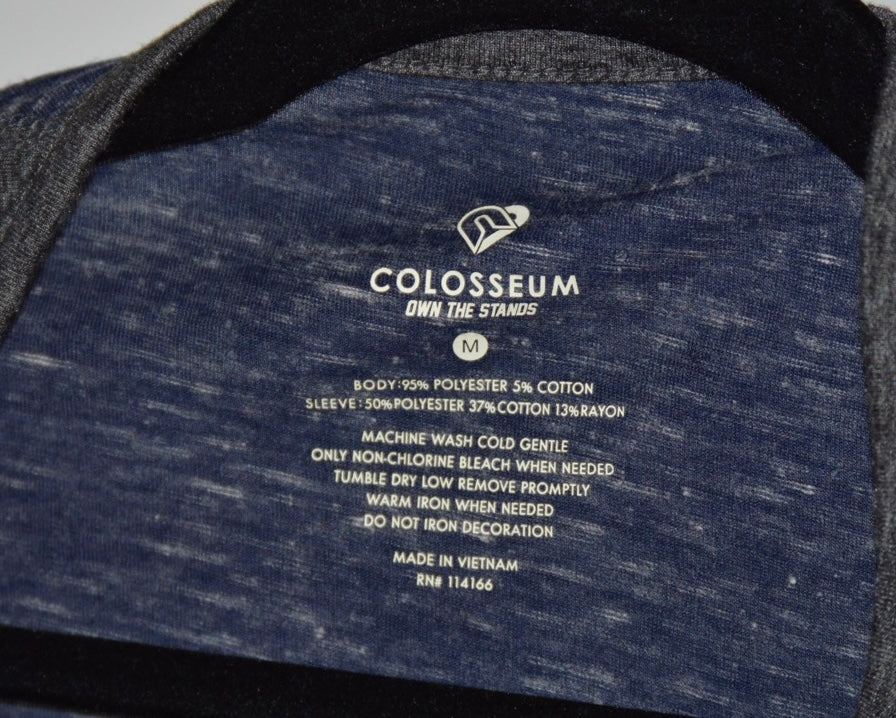 COLOSSEUM
OWN THE STANDS
M
BODY:95% POLYESTER 5% COTTON
SLEEVE:50%POLYESTER 37%COTTON 13%RAYON
MACHINE WASH COLD GENTLE
ONLY NON-CHLORINE BLEACH WHEN NEEDED
TUMBLE DRY LOW REMOVE PROMPTLY
WARM IRON WHEN NEEDED
DO NOT IRON DECORATION
MADE IN VIETNAM
RN# 114166